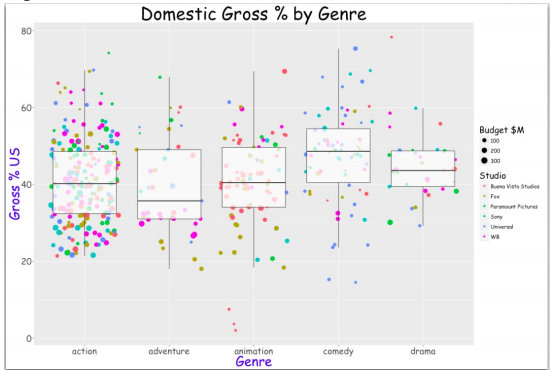 Domestic Gross % by Genre
80
60
40
20
0
Gross % US
action adventure animation comedy drama
Genre
Budget $M
100
200
300
Studio
Buena Vista Studios
Fox
Paramount Pictures
Sony
Universal
WB